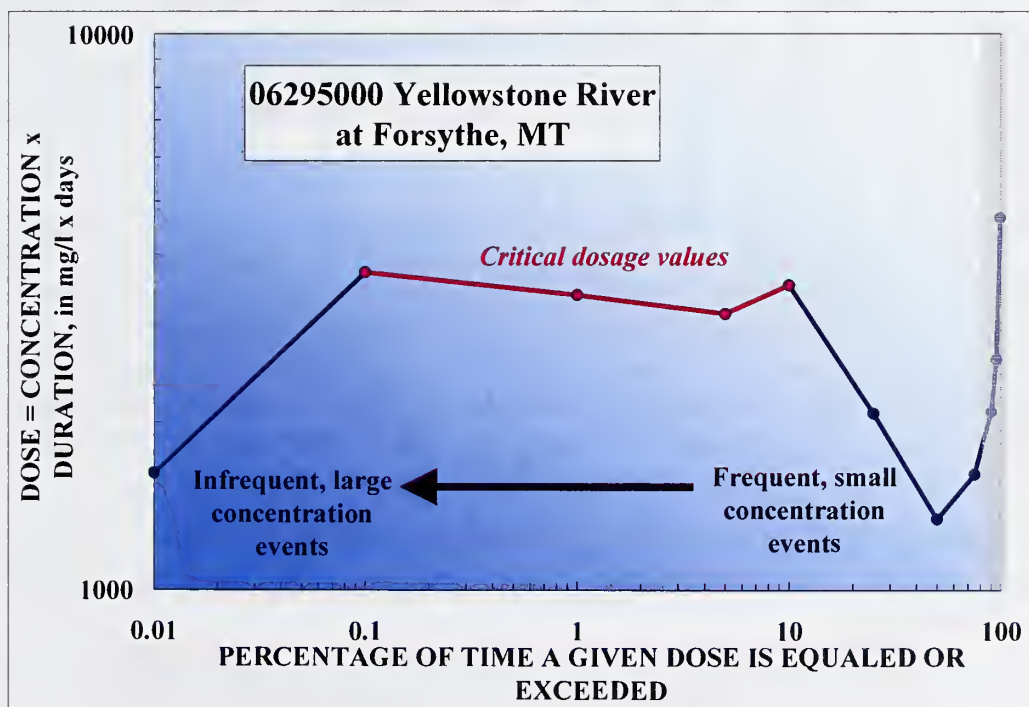 10000
06295000 Yellowstone River
at Forsythe, MT
DOSE = CONCENTRATION x
DURATION, in mg/l x days
Critical dosage values
Infrequent, large
concentration
events
Frequent, small
concentration
events
1000
0.01
0.1
1
10
100
PERCENTAGE OF TIME A GIVEN DOSE IS EQUALED OR
EXCEEDED